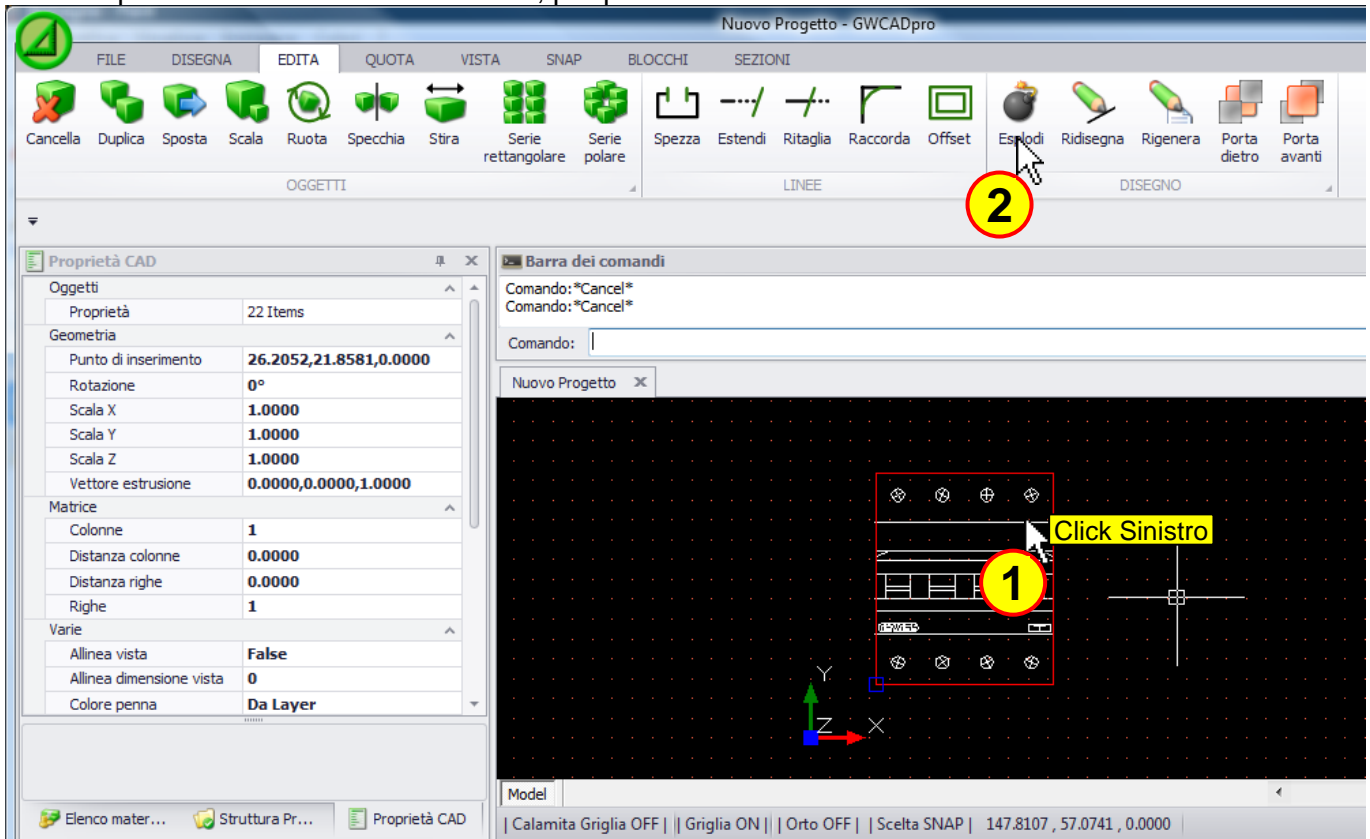 Nuovo Progetto - GWCADpro
FILE DISEGNA EDITA QUOTA VISTA SNAP BLOCCHI SEZIONI
Cancella Duplica Sposta Scala Ruota Specchia Stira Serie rettangolare Serie polare Spezza Estendi Ritaglia Raccorda Offset Esplodi Ridisegna Rigenera Porta dietro Porta avanti
OGGETTI LINEE DISEGNO
2
Proprietà CAD
Oggetti
Proprietà 22 Items
Geometria
Punto di inserimento 26.2052,21.8581,0.0000
Rotazione 0°
Scala X 1.0000
Scala Y 1.0000
Scala Z 1.0000
Vettore estrusione 0.0000,0.0000,1.0000
Matrice
Colonne 1
Distanza colonne 0.0000
Distanza righe 0.0000
Righe 1
Varie
Allinea vista False
Allinea dimensione vista 0
Colore penna Da Layer
Elenco mater... Struttura Pr... Proprietà CAD
Barra dei comandi
Comando:*Cancel*
Comando:*Cancel*
Comando:
Nuovo Progetto
Click Sinistro
1
Y
Z X
Model
| Calamita Griglia OFF | | Griglia ON | | Orto OFF | | Scelta SNAP | 147.8107 , 57.0741 , 0.0000